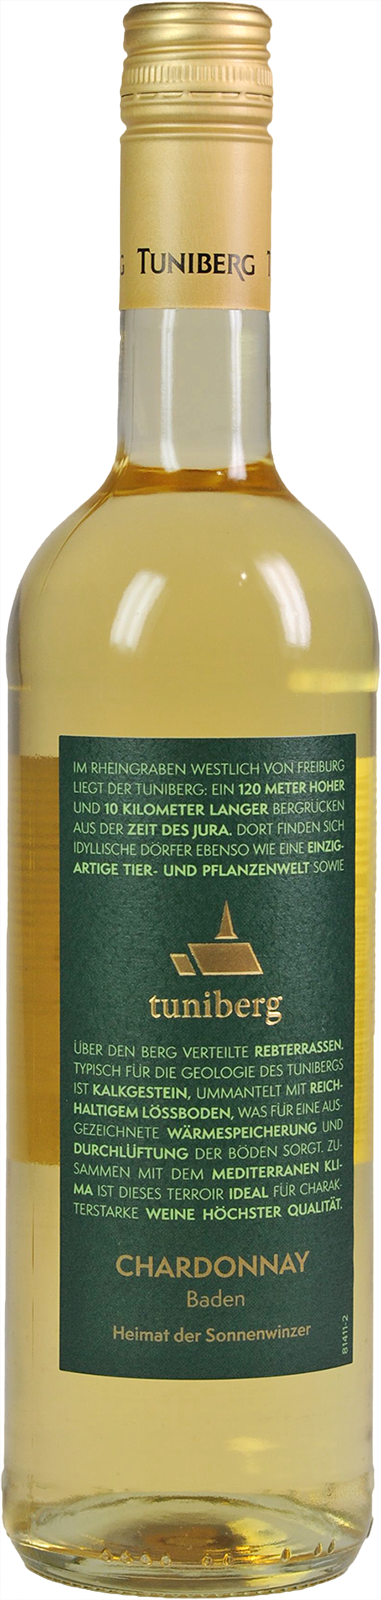 TUNIBERG
IM RHEINGRABEN WESTLICH VON FREIBURG
LIEGT DER TUNIBERG: EIN 120 METER HOHER
UND 10 KILOMETER LANGER BERGRÜCKEN
AUS DER ZEIT DES JURA. DORT FINDEN SICH
IDYLLISCHE DÖRFER EBENSO WIE EINE EINZIG-
ARTIGE TIER- UND PFLANZENWELT SOWIE
tuniberg
ÜBER DEN BERG VERTEILTE REBTERRASSEN.
TYPISCH FÜR DIE GEOLOGIE DES TUNIBERGS
IST KALKGESTEIN, UMMANTELT MIT REICH-
HALTIGEM LÖSSBODEN, WAS FÜR EINE AUS-
GEZEICHNETE WÄRMESPEICHERUNG UND
DURCHLÜFTUNG DER BÖDEN SORGT. ZU-
SAMMEN MIT DEM MEDITERRANEN KLI-
MA IST DIESES TERROIR IDEAL FÜR CHARAK-
TERSTARKE WEINE HÖCHSTER QUALITÄT.
CHARDONNAY
Baden
Heimat der Sonnenwinzer
81411-2